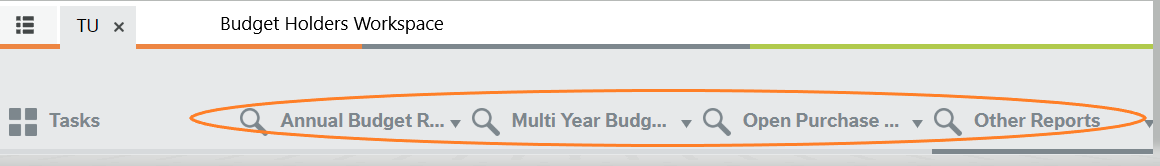 TU × Budget Holders Workspace
Tasks Annual Budget R... Multi Year Budg... Open Purchase ... Other Reports